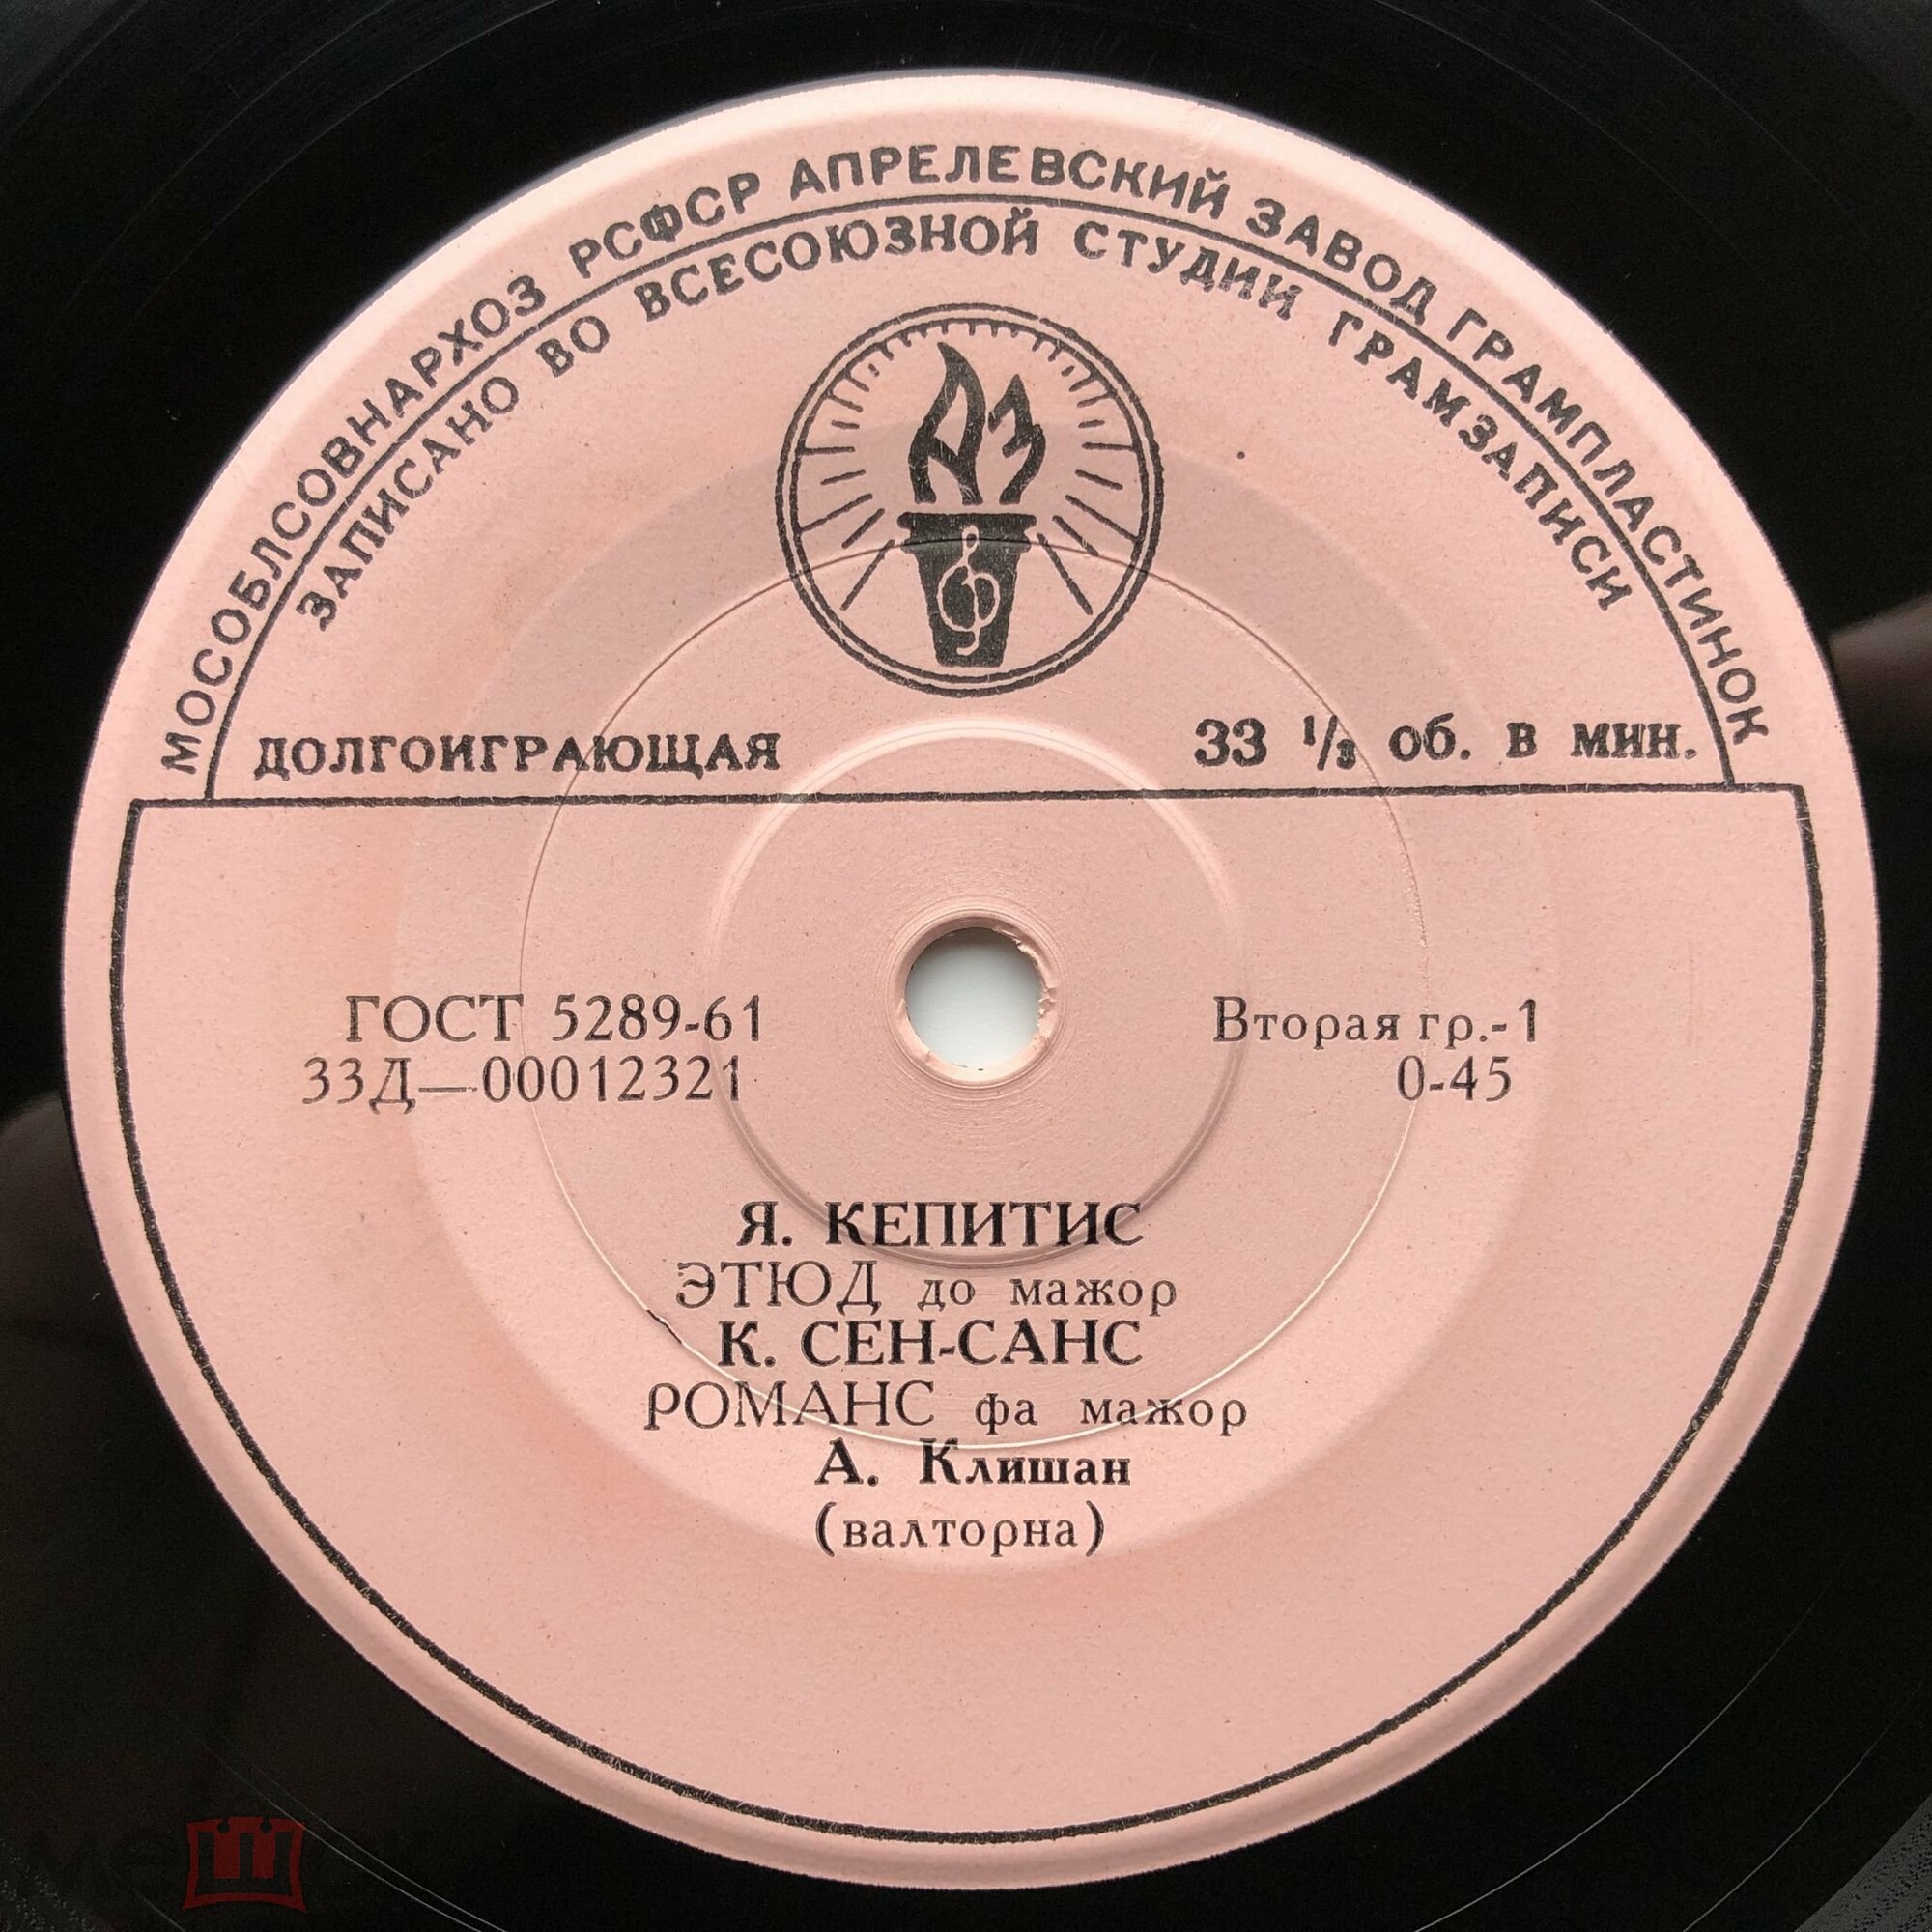 МОСОБЛСОВНАРХОЗ РСФСР АПРЕЛЕВСКИЙ ЗАВОД ГРАМПЛАСТИНОК
ЗАПИСАНО ВО ВСЕСОЮЗНОЙ СТУДИИ ГРАМЗАПИСИ
АЗ
ДОЛГОИГРАЮЩАЯ 33 1/3 об. в мин.
ГОСТ 5289-61 Вторая гр.-1
33Д—00012321 0-45
Я. КЕПИТИС
ЭТЮД до мажор
К. СЕН-САНС
РОМАНС фа мажор
А. Клишан
(валторна)